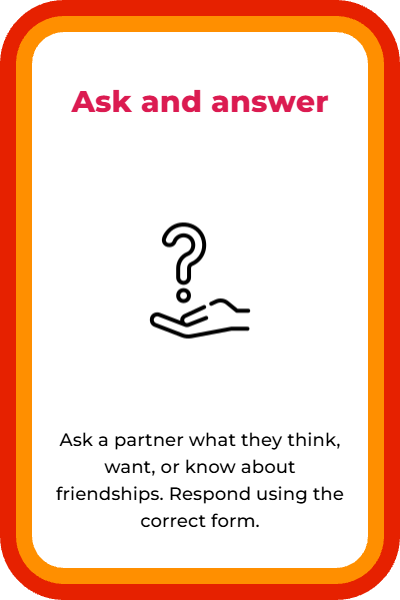 Ask and answer
Ask a partner what they think,
want, or know about
friendships. Respond using the
correct form.